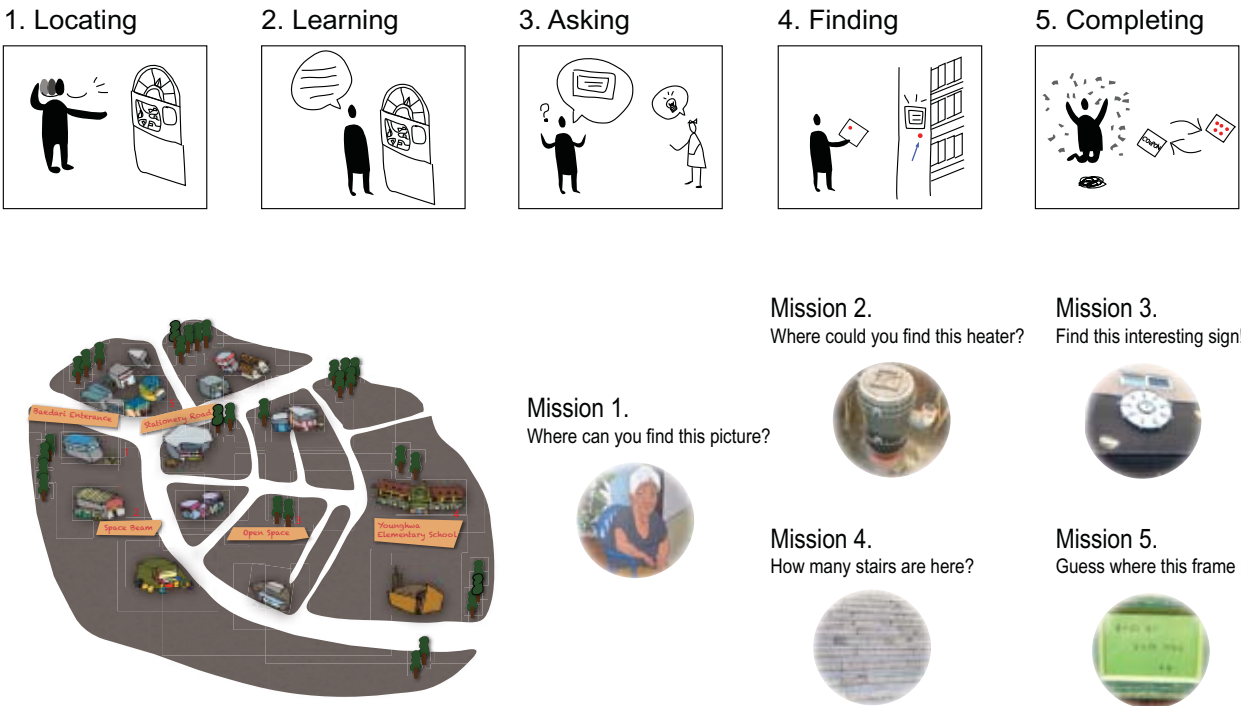 1. Locating
2. Learning
3. Asking
4. Finding
5. Completing
COUPON
Baedari Enterance
Stationery Road
Space Beam
Open Space
Younghwa
Elementary School
Mission 1.
Where can you find this picture?
Mission 2.
Where could you find this heater?
Mission 3.
Find this interesting sign!
Mission 4.
How many stairs are here?
Mission 5.
Guess where this frame